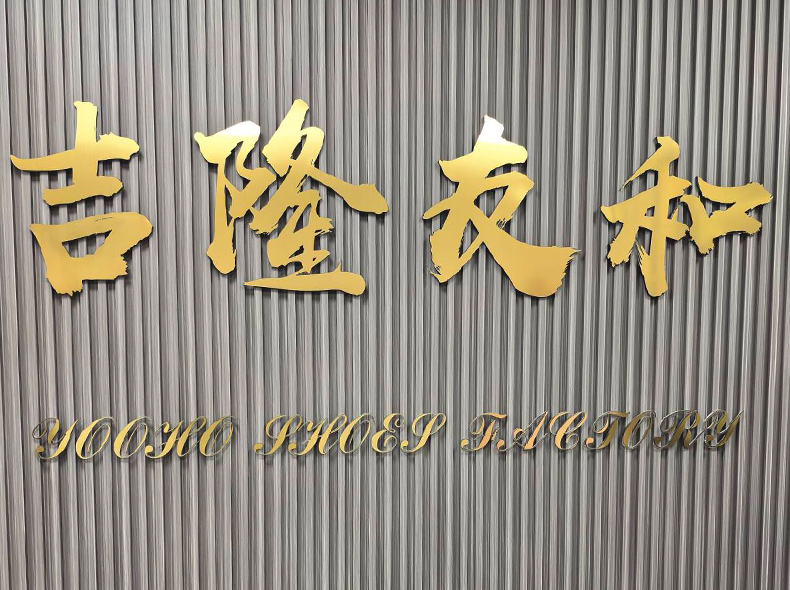 吉隆友和
YOOHO SHOES FACTORY